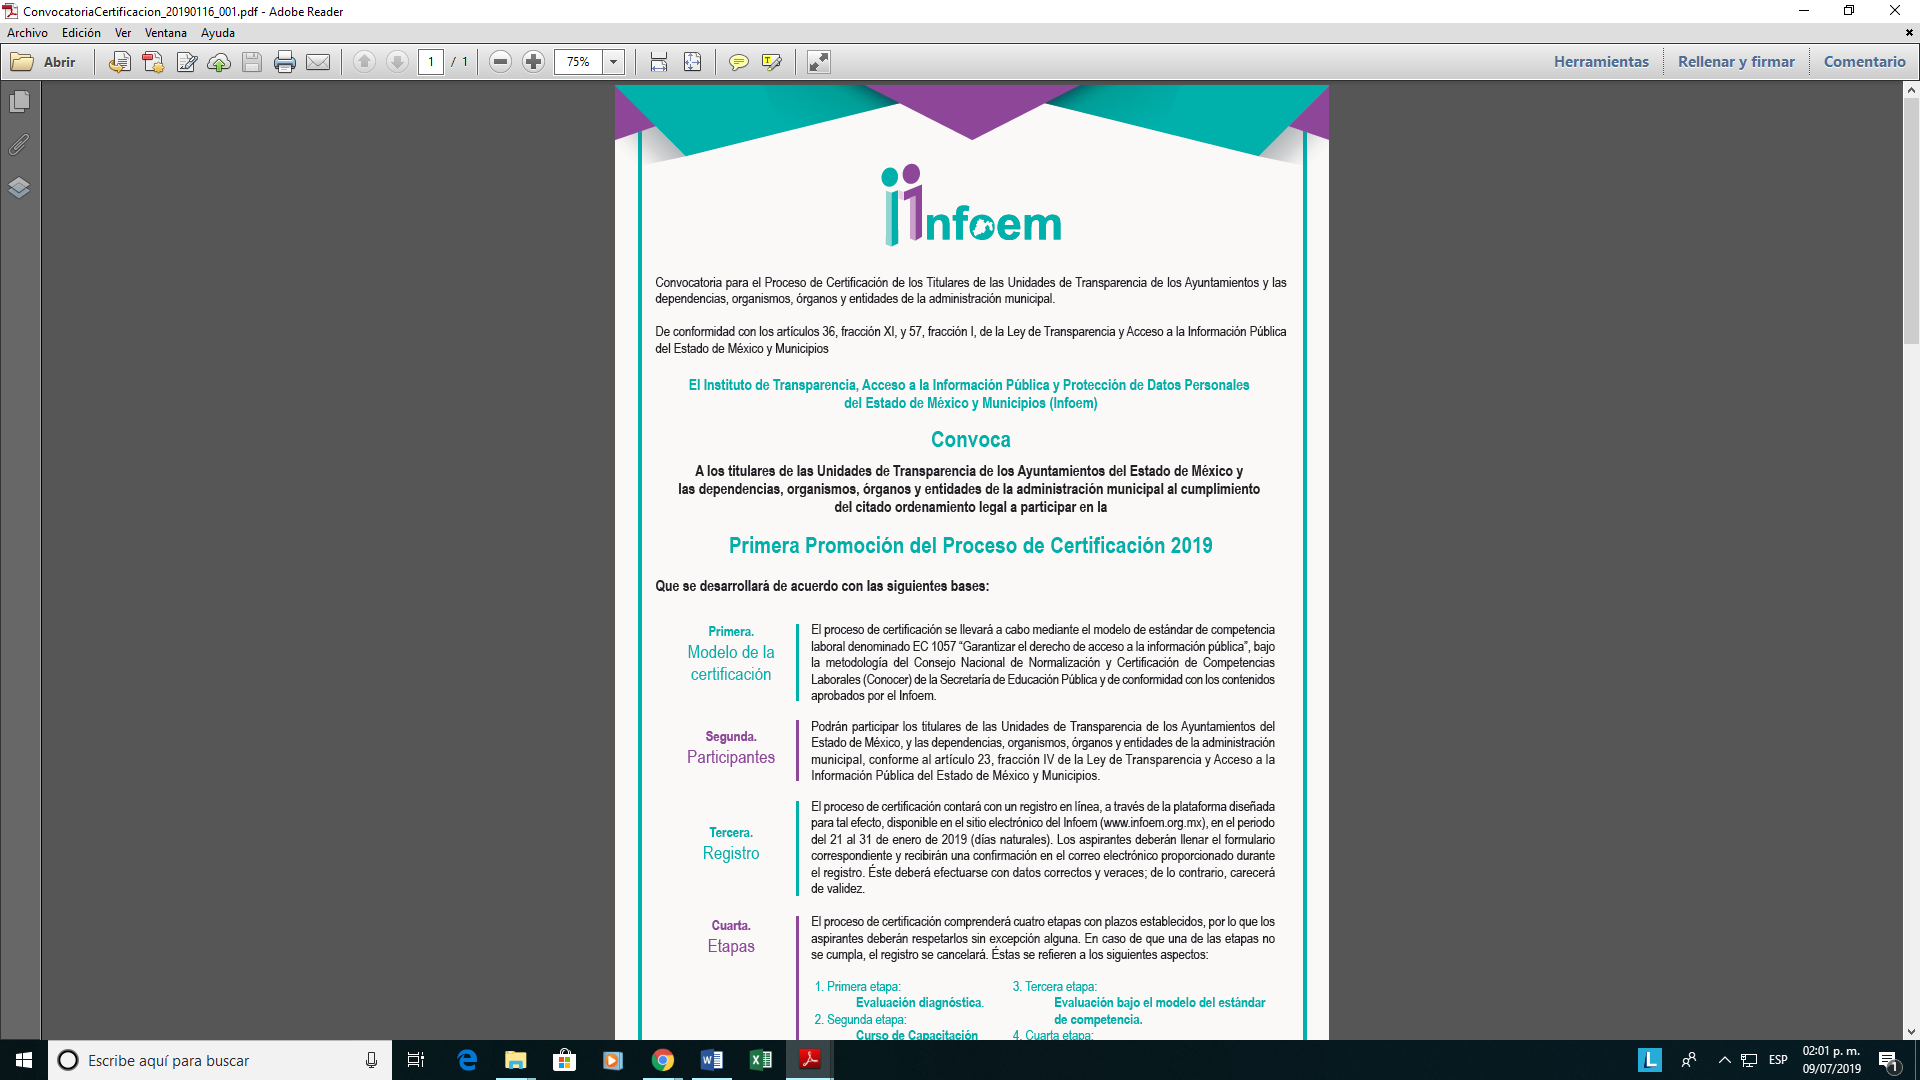 ConvocatoriaCertificacion_20190116_001.pdf - Adobe Reader
Archivo Edición Ver Ventana Ayuda
Abrir 1 / 1 75% Herramientas Rellenar y firmar Comentario
infoem
Convocatoria para el Proceso de Certificación de los Titulares de las Unidades de Transparencia de los Ayuntamientos y las
dependencias, organismos, órganos y entidades de la administración municipal.
De conformidad con los artículos 36, fracción XI, y 57, fracción I, de la Ley de Transparencia y Acceso a la Información Pública
del Estado de México y Municipios
El Instituto de Transparencia, Acceso a la Información Pública y Protección de Datos Personales
del Estado de México y Municipios (Infoem)
Convoca
A los titulares de las Unidades de Transparencia de los Ayuntamientos del Estado de México y
las dependencias, organismos, órganos y entidades de la administración municipal al cumplimiento
del citado ordenamiento legal a participar en la
Primera Promoción del Proceso de Certificación 2019
Que se desarrollará de acuerdo con las siguientes bases:
Primera.
Modelo de la
certificación
El proceso de certificación se llevará a cabo mediante el modelo de estándar de competencia
laboral denominado EC 1057 “Garantizar el derecho de acceso a la información pública”, bajo
la metodología del Consejo Nacional de Normalización y Certificación de Competencias
Laborales (Conocer) de la Secretaría de Educación Pública y de conformidad con los contenidos
aprobados por el Infoem.
Segunda.
Participantes
Podrán participar los titulares de las Unidades de Transparencia de los Ayuntamientos del
Estado de México, y las dependencias, organismos, órganos y entidades de la administración
municipal, conforme al artículo 23, fracción IV de la Ley de Transparencia y Acceso a la
Información Pública del Estado de México y Municipios.
Tercera.
Registro
El proceso de certificación contará con un registro en línea, a través de la plataforma diseñada
para tal efecto, disponible en el sitio electrónico del Infoem (www.infoem.org.mx), en el periodo
del 21 al 31 de enero de 2019 (días naturales). Los aspirantes deberán llenar el formulario
correspondiente y recibirán una confirmación en el correo electrónico proporcionado durante
el registro. Éste deberá efectuarse con datos correctos y veraces; de lo contrario, carecerá
de validez.
Cuarta.
Etapas
El proceso de certificación comprenderá cuatro etapas con plazos establecidos, por lo que los
aspirantes deberán respetarlos sin excepción alguna. En caso de que una de las etapas no
se cumpla, el registro se cancelará. Éstas se refieren a los siguientes aspectos:
1. Primera etapa:
Evaluación diagnóstica.
2. Segunda etapa:
Curso de Capacitación
3. Tercera etapa:
Evaluación bajo el modelo del estándar
de competencia.
4. Cuarta etapa:
Escribe aquí para buscar
L
ESP
02:01 p. m.
09/07/2019
1